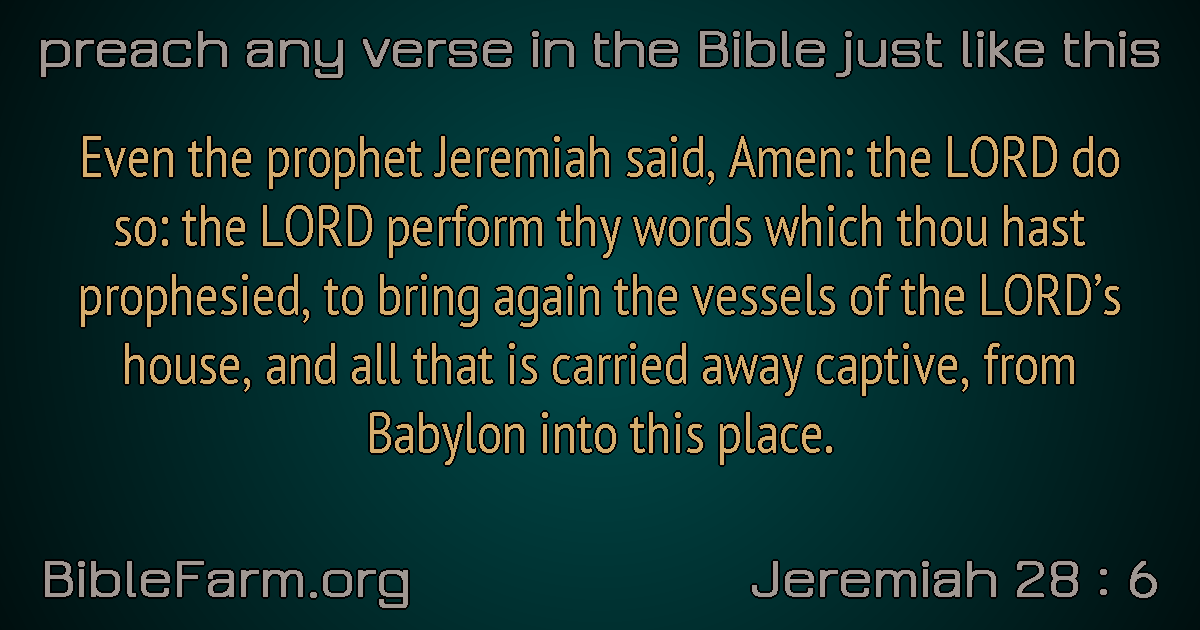 preach any verse in the Bible just like this
Even the prophet Jeremiah said, Amen: the LORD do
so: the LORD perform thy words which thou hast
prophesied, to bring again the vessels of the LORD’s
house, and all that is carried away captive, from
Babylon into this place.
BibleFarm.org
Jeremiah 28 : 6